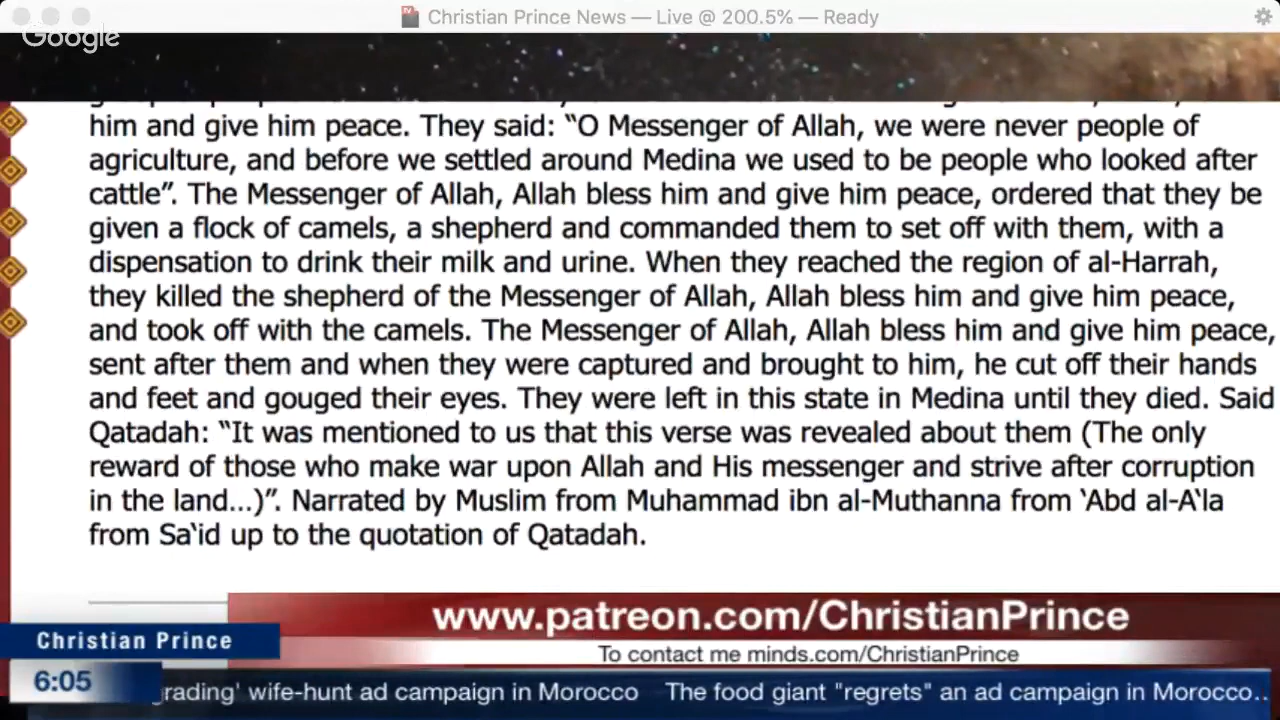 Christian Prince News — Live @ 200.5% — Ready
Google
him and give him peace. They said: “O Messenger of Allah, we were never people of
agriculture, and before we settled around Medina we used to be people who looked after
cattle”. The Messenger of Allah, Allah bless him and give him peace, ordered that they be
given a flock of camels, a shepherd and commanded them to set off with them, with a
dispensation to drink their milk and urine. When they reached the region of al-Harrah,
they killed the shepherd of the Messenger of Allah, Allah bless him and give him peace,
and took off with the camels. The Messenger of Allah, Allah bless him and give him peace,
sent after them and when they were captured and brought to him, he cut off their hands
and feet and gouged their eyes. They were left in this state in Medina until they died. Said
Qatadah: “It was mentioned to us that this verse was revealed about them (The only
reward of those who make war upon Allah and His messenger and strive after corruption
in the land...)”. Narrated by Muslim from Muhammad ibn al-Muthanna from ‘Abd al-A‘la
from Sa‘id up to the quotation of Qatadah.
www.patreon.com/ChristianPrince
Christian Prince
To contact me minds.com/ChristianPrince
6:05
grading' wife-hunt ad campaign in Morocco The food giant "regrets" an ad campaign in Morocco..